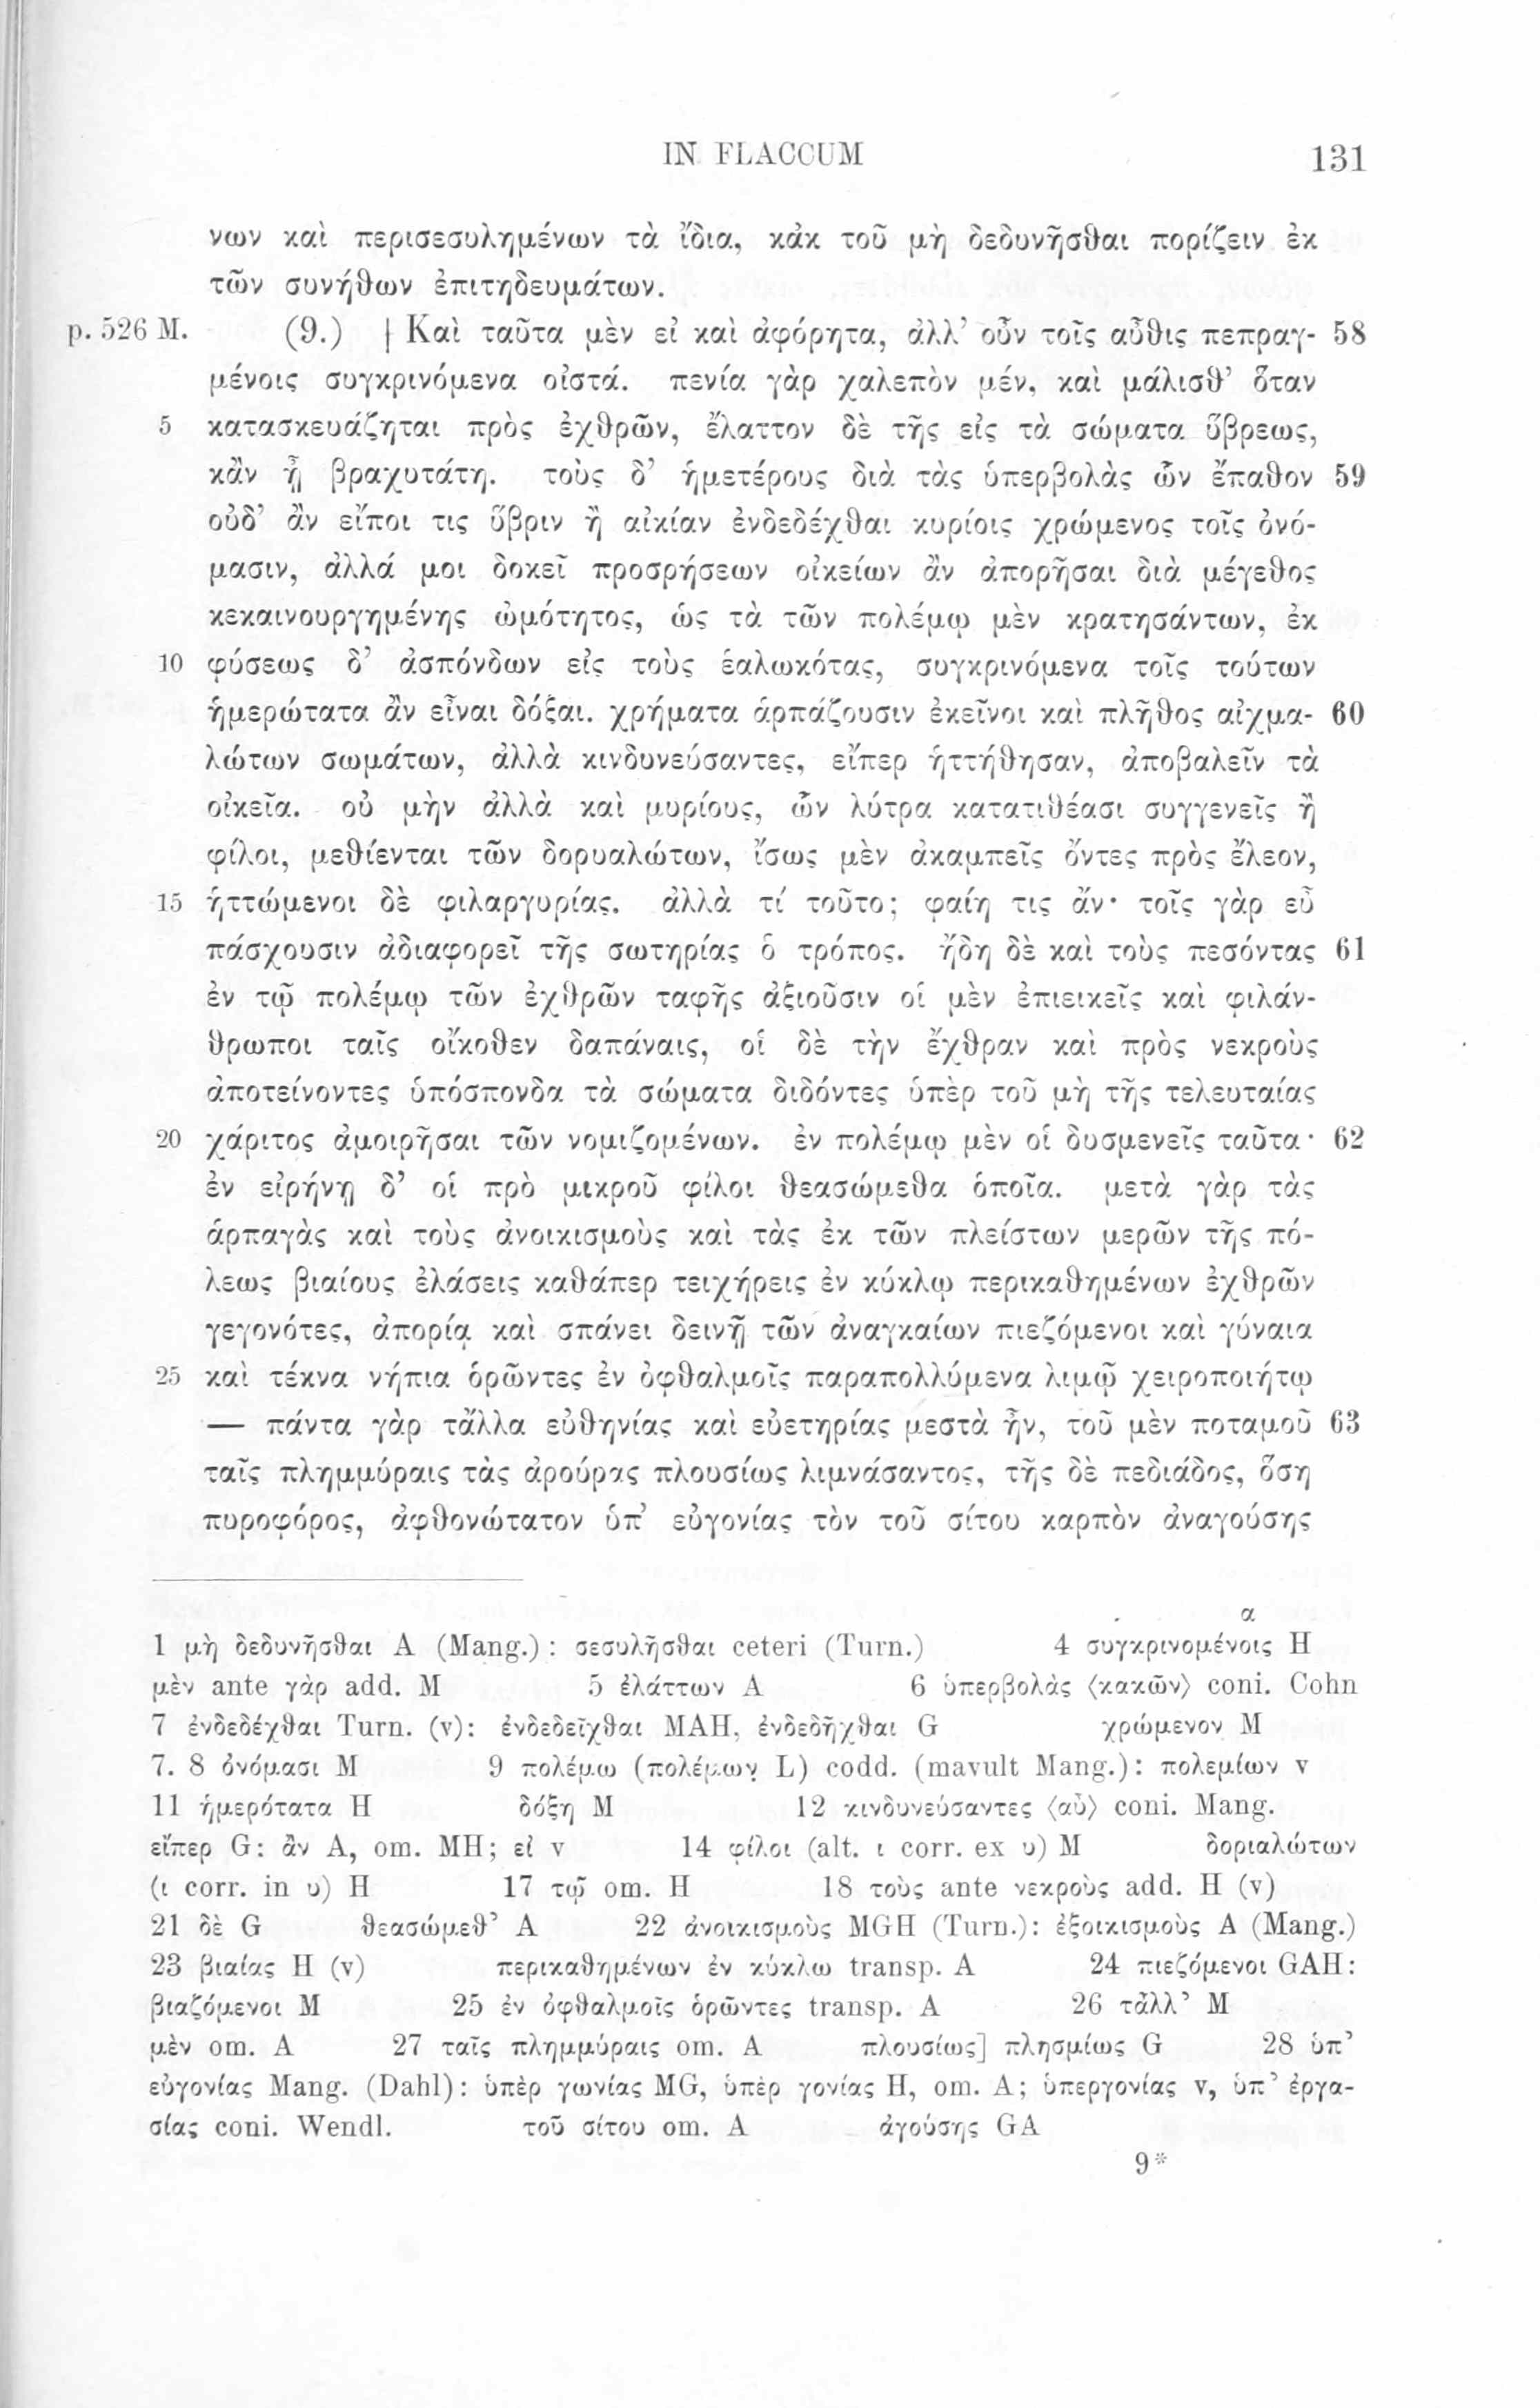 IN FLACCUM 131
νων καὶ περισεσυλημένων τὰ ἴδια, κἀκ τοῦ μὴ δεδυνῆσθαι πορίζειν ἐκ
τῶν συνήθων ἐπιτηδευμάτων.
p. 526 M. (9.) | Καὶ ταῦτα μὲν εἰ καὶ ἀφόρητα, ἀλλ’ οὖν τοῖς αὖθις πεπραγ- 58
μένοις συγκρινόμενα οἰστά. πενία γὰρ χαλεπὸν μέν, καὶ μάλισθ’ ὅταν
5 κατασκευάζηται πρὸς ἐχθρῶν, ἔλαττον δὲ τῆς εἰς τὰ σώματα ὕβρεως,
κἂν ᾖ βραχυτάτη. τοὺς δ’ ἡμετέρους διὰ τὰς ὑπερβολὰς ὧν ἔπαθον 59
οὐδ’ ἂν εἴποι τις ὕβριν ἢ αἰκίαν ἐνδεδέχθαι κυρίοις χρώμενος τοῖς ὀνό-
μασιν, ἀλλά μοι δοκεῖ προσρήσεων οἰκείων ἂν ἀπορῆσαι διὰ μέγεθος
κεκαινουργημένης ὠμότητος, ὡς τὰ τῶν πολέμῳ μὲν κρατησάντων, ἐκ
10 φύσεως δ’ ἀσπόνδων εἰς τοὺς ἑαλωκότας, συγκρινόμενα τοῖς τούτων
ἡμερώτατα ἂν εἶναι δόξαι. χρήματα ἁρπάζουσιν ἐκεῖνοι καὶ πλῆθος αἰχμα- 60
λώτων σωμάτων, ἀλλὰ κινδυνεύσαντες, εἴπερ ἡττήθησαν, ἀποβαλεῖν τὰ
οἰκεῖα. οὐ μὴν ἀλλὰ καὶ μυρίους, ὧν λύτρα κατατιθέασι συγγενεῖς ἢ
φίλοι, μεθίενται τῶν δορυαλώτων, ἴσως μὲν ἀκαμπεῖς ὄντες πρὸς ἔλεον,
15 ἡττώμενοι δὲ φιλαργυρίας. ἀλλὰ τί τοῦτο; φαίη τις ἄν· τοῖς γὰρ εὖ
πάσχουσιν ἀδιαφορεῖ τῆς σωτηρίας ὁ τρόπος. ἤδη δὲ καὶ τοὺς πεσόντας 61
ἐν τῷ πολέμῳ τῶν ἐχθρῶν ταφῆς ἀξιοῦσιν οἱ μὲν ἐπιεικεῖς καὶ φιλάν-
θρωποι ταῖς οἴκοθεν δαπάναις, οἱ δὲ τὴν ἔχθραν καὶ πρὸς νεκροὺς
ἀποτείνοντες ὑπόσπονδα τὰ σώματα διδόντες ὑπὲρ τοῦ μὴ τῆς τελευταίας
20 χάριτος ἀμοιρῆσαι τῶν νομιζομένων. ἐν πολέμῳ μὲν οἱ δυσμενεῖς ταῦτα· 62
ἐν εἰρήνῃ δ’ οἱ πρὸ μικροῦ φίλοι θεασώμεθα ὁποῖα. μετὰ γὰρ τὰς
ἁρπαγὰς καὶ τοὺς ἀνοικισμοὺς καὶ τὰς ἐκ τῶν πλείστων μερῶν τῆς πό-
λεως βιαίους ἐλάσεις καθάπερ τειχήρεις ἐν κύκλῳ περικαθημένων ἐχθρῶν
γεγονότες, ἀπορίᾳ καὶ σπάνει δεινῇ τῶν ἀναγκαίων πιεζόμενοι καὶ γύναια
25 καὶ τέκνα νήπια ὁρῶντες ἐν ὀφθαλμοῖς παραπολλύμενα λιμῷ χειροποιήτῳ
— πάντα γὰρ τἄλλα εὐθηνίας καὶ εὐετηρίας μεστὰ ἦν, τοῦ μὲν ποταμοῦ 63
ταῖς πλημμύραις τὰς ἀρούρας πλουσίως λιμνάσαντος, τῆς δὲ πεδιάδος, ὅση
πυροφόρος, ἀφθονώτατον ὑπ’ εὐγονίας τὸν τοῦ σίτου καρπὸν ἀναγούσης
α
1 μὴ δεδυνῆσθαι A (Mang.): σεσυλῆσθαι ceteri (Turn.) 4 συγκρινομένοις H
μὲν ante γὰρ add. M 5 ἐλάττων A 6 ὑπερβολὰς ⟨κακῶν⟩ coni. Cohn
7 ἐνδεδέχθαι Turn. (v): ἐνδεδεῖχθαι MAH, ἐνδεδῆχθαι G χρώμενον M
7. 8 ὀνόμασι M 9 πολέμω (πολέμων L) codd. (mavult Mang.): πολεμίων v
11 ἡμερότατα H δόξη M 12 κινδυνεύσαντες ⟨αὖ⟩ coni. Mang.
εἴπερ G: ἂν A, om. MH; εἰ v 14 φίλοι (alt. ι corr. ex υ) M δοριαλώτων
(ι corr. in υ) H 17 τῷ om. H 18 τοὺς ante νεκροὺς add. H (v)
21 δὲ G θεασώμεθ’ A 22 ἀνοικισμοὺς MGH (Turn.): ἐξοικισμοὺς A (Mang.)
23 βιαίας H (v) περικαθημένων ἐν κύκλω transp. A 24 πιεζόμενοι GAH:
βιαζόμενοι M 25 ἐν ὀφθαλμοῖς ὁρῶντες transp. A 26 τἆλλ’ M
μὲν om. A 27 ταῖς πλημμύραις om. A πλουσίως] πλησμίως G 28 ὑπ’
εὐγονίας Mang. (Dahl): ὑπὲρ γωνίας MG, ὑπὲρ γονίας H, om. A; ὑπεργονίας v, ὑπ’ ἐργα-
σίας coni. Wendl. τοῦ σίτου om. A ἀγούσης GA
9*